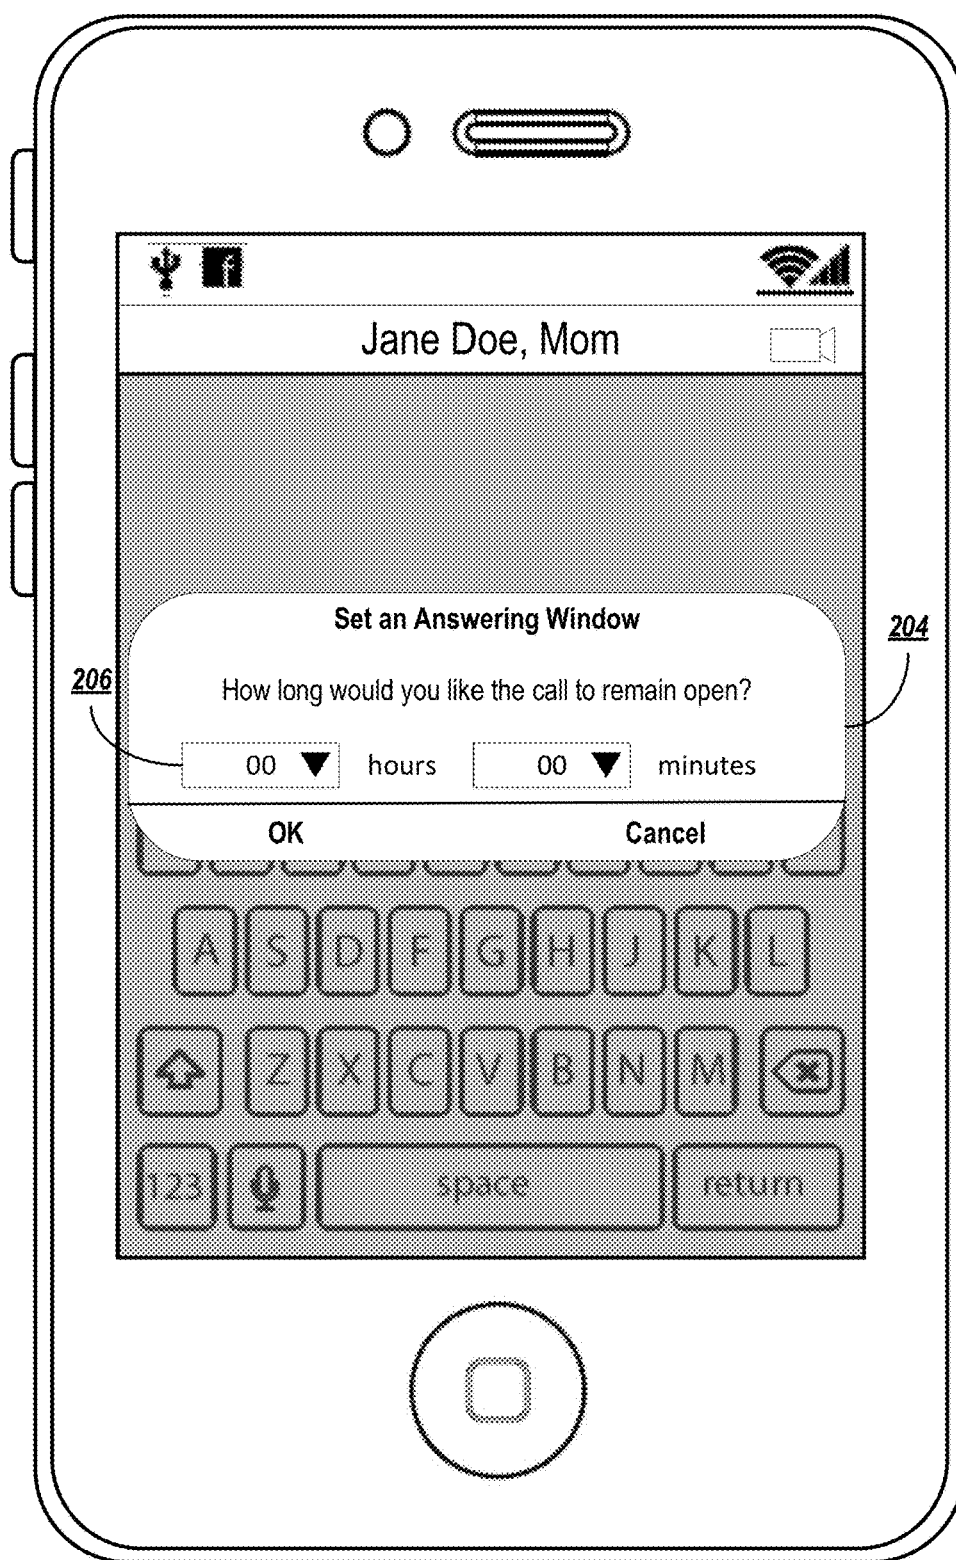 f
Jane Doe, Mom
Set an Answering Window
204
206
How long would you like the call to remain open?
00 hours 00 minutes
OK Cancel
A S D F G H J K L
Z X C V B N M
123 space return